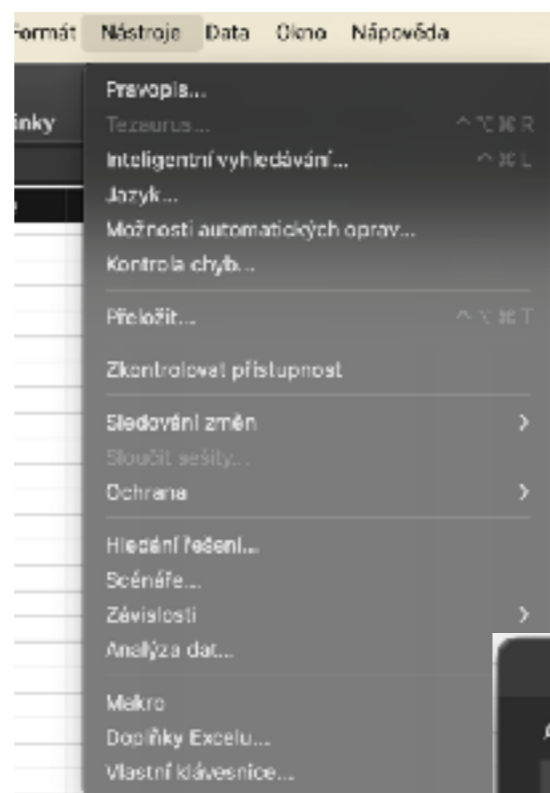 Formát Nástroje Data Okno Nápověda
inky
Pravopis...
Tezaurus... ^⌥⌘R
Inteligentní vyhledávání... ^⌘L
Jazyk...
Možnosti automatických oprav...
Kontrola chyb...
Přeložit... ^⌥⌘T
Zkontrolovat přístupnost
Sledování změn
Sloučit sešity...
Ochrana
Hledání řešení...
Scénáře...
Závislosti
Analýza dat...
Makro
Doplňky Excelu...
Vlastní klávesnice...